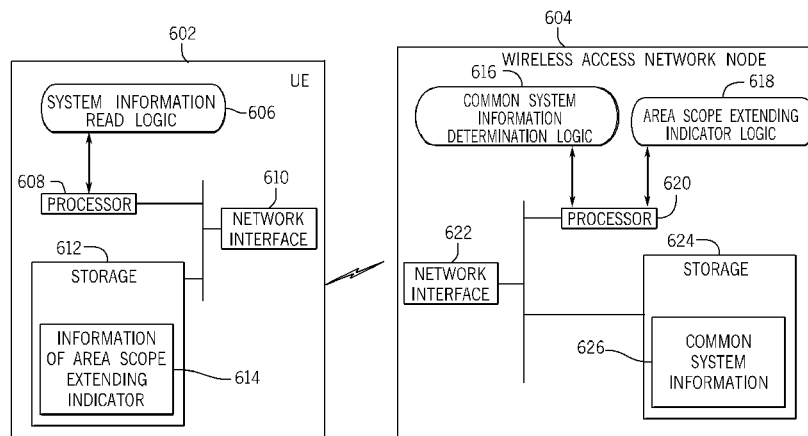 602
UE
SYSTEM INFORMATION
READ LOGIC
606
608
PROCESSOR
610
NETWORK
INTERFACE
612
STORAGE
INFORMATION
OF AREA SCOPE
EXTENDING
INDICATOR
614
604
WIRELESS ACCESS NETWORK NODE
616
COMMON SYSTEM
INFORMATION
DETERMINATION LOGIC
618
AREA SCOPE EXTENDING
INDICATOR LOGIC
PROCESSOR
620
622
NETWORK
INTERFACE
624
STORAGE
626
COMMON
SYSTEM
INFORMATION